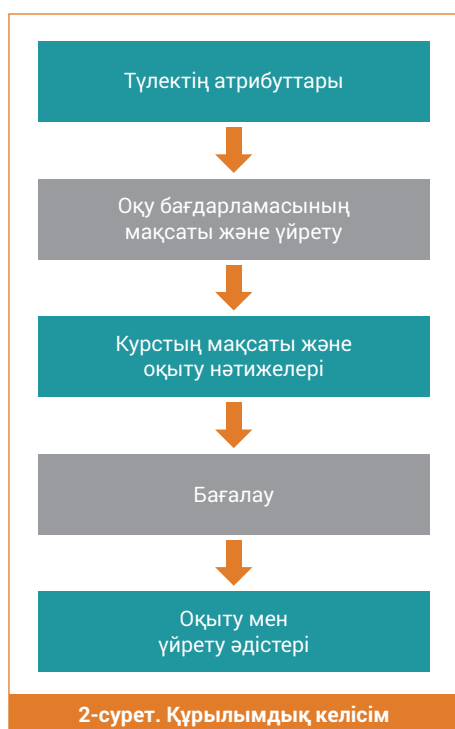 Түлектің атрибуттары
Оқу бағдарламасының
мақсаты және үйрету
Курстың мақсаты және
оқыту нәтижелері
Бағалау
Оқыту мен
үйрету әдістері
2-сурет. Құрылымдық келісім